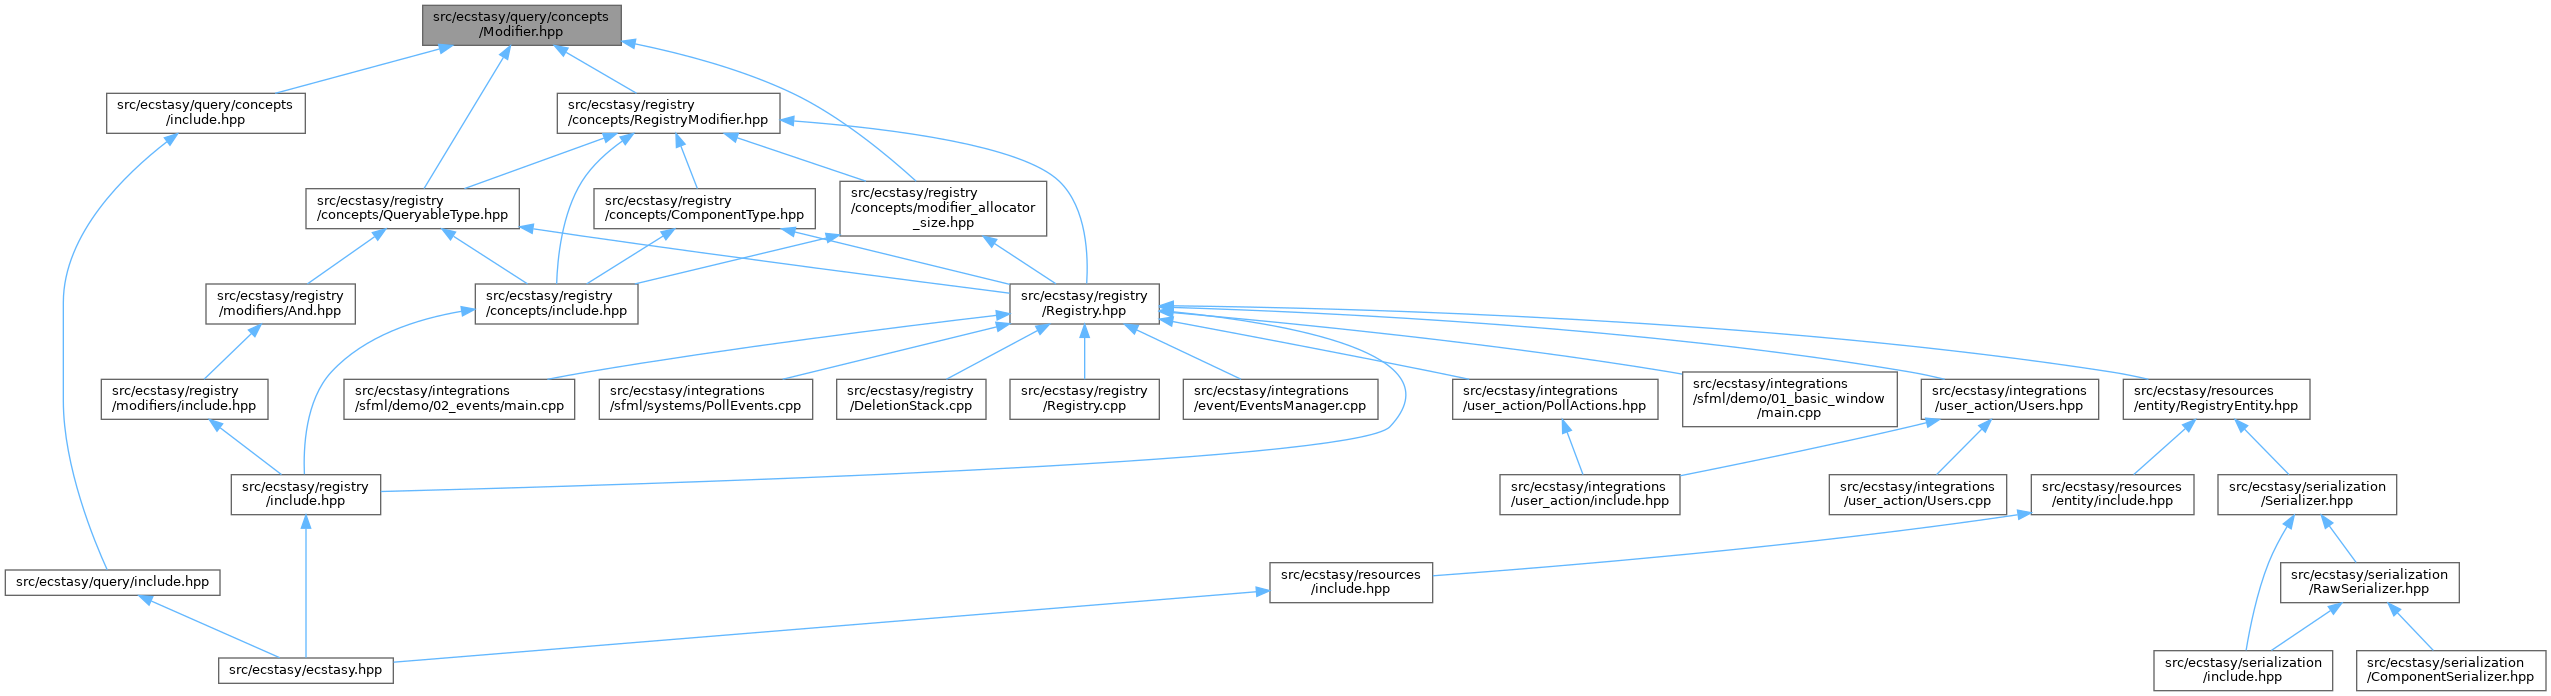 src/ecstasy/query/concepts
/Modifier.hpp
src/ecstasy/query/concepts
/include.hpp
src/ecstasy/registry
/concepts/RegistryModifier.hpp
src/ecstasy/registry
/concepts/QueryableType.hpp
src/ecstasy/registry
/concepts/ComponentType.hpp
src/ecstasy/registry
/concepts/modifier_allocator
_size.hpp
src/ecstasy/registry
/modifiers/And.hpp
src/ecstasy/registry
/concepts/include.hpp
src/ecstasy/registry
/Registry.hpp
src/ecstasy/registry
/modifiers/include.hpp
src/ecstasy/integrations
/sfml/demo/02_events/main.cpp
src/ecstasy/integrations
/sfml/systems/PollEvents.cpp
src/ecstasy/registry
/DeletionStack.cpp
src/ecstasy/registry
/Registry.cpp
src/ecstasy/integrations
/event/EventsManager.cpp
src/ecstasy/integrations
/user_action/PollActions.hpp
src/ecstasy/integrations
/sfml/demo/01_basic_window
/main.cpp
src/ecstasy/integrations
/user_action/Users.hpp
src/ecstasy/resources
/entity/RegistryEntity.hpp
src/ecstasy/registry
/include.hpp
src/ecstasy/integrations
/user_action/include.hpp
src/ecstasy/integrations
/user_action/Users.cpp
src/ecstasy/resources
/entity/include.hpp
src/ecstasy/serialization
/Serializer.hpp
src/ecstasy/query/include.hpp
src/ecstasy/resources
/include.hpp
src/ecstasy/serialization
/RawSerializer.hpp
src/ecstasy/ecstasy.hpp
src/ecstasy/serialization
/include.hpp
src/ecstasy/serialization
/ComponentSerializer.hpp